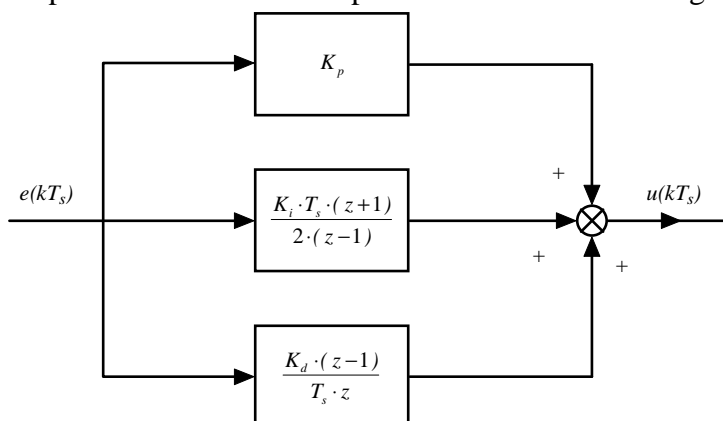 K_p
e(kT_s)
K_i·T_s·(z+1)
2·(z−1)
+
u(kT_s)
+
+
K_d·(z−1)
T_s·z